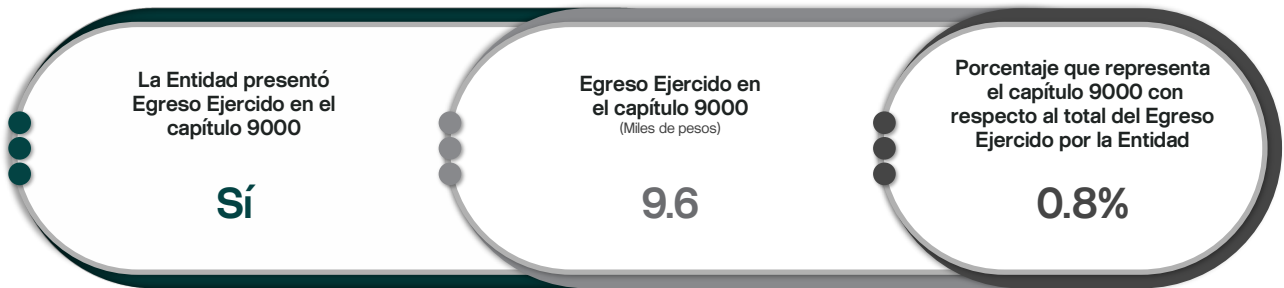 La Entidad presentó
Egreso Ejercido en el
capítulo 9000
Sí
Egreso Ejercido en
el capítulo 9000
(Miles de pesos)
9.6
Porcentaje que representa
el capítulo 9000 con
respecto al total del Egreso
Ejercido por la Entidad
0.8%